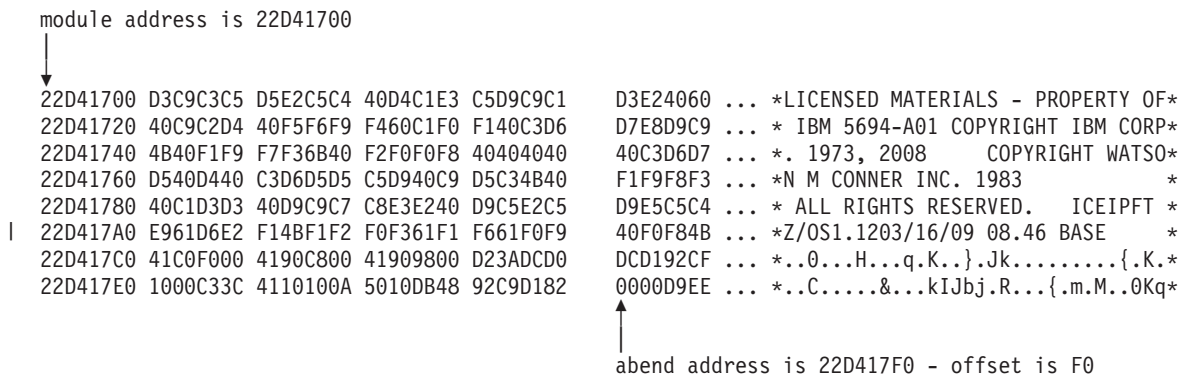 module address is 22D41700
22D41700 D3C9C3C5 D5E2C5C4 40D4C1E3 C5D9C9C1 D3E24060 ... *LICENSED MATERIALS - PROPERTY OF*
22D41720 40C9C2D4 40F5F6F9 F460C1F0 F140C3D6 D7E8D9C9 ... * IBM 5694-A01 COPYRIGHT IBM CORP*
22D41740 4B40F1F9 F7F36B40 F2F0F0F8 40404040 40C3D6D7 ... *. 1973, 2008     COPYRIGHT WATSO*
22D41760 D540D440 C3D6D5D5 C5D940C9 D5C34B40 F1F9F8F3 ... *N M CONNER INC. 1983            *
22D41780 40C1D3D3 40D9C9C7 C8E3E240 D9C5E2C5 D9E5C5C4 ... * ALL RIGHTS RESERVED.   ICEIPFT *
| 22D417A0 E961D6E2 F14BF1F2 F0F361F1 F661F0F9 40F0F84B ... *Z/OS1.1203/16/09 08.46 BASE     *
22D417C0 41C0F000 4190C800 41909800 D23ADCD0 DCD192CF ... *..0...H...q.K..}.Jk.........{.K.*
22D417E0 1000C33C 4110100A 5010DB48 92C9D182 0000D9EE ... *..C.....&...kIJbj.R...{.m.M..0Kq*
abend address is 22D417F0 - offset is F0